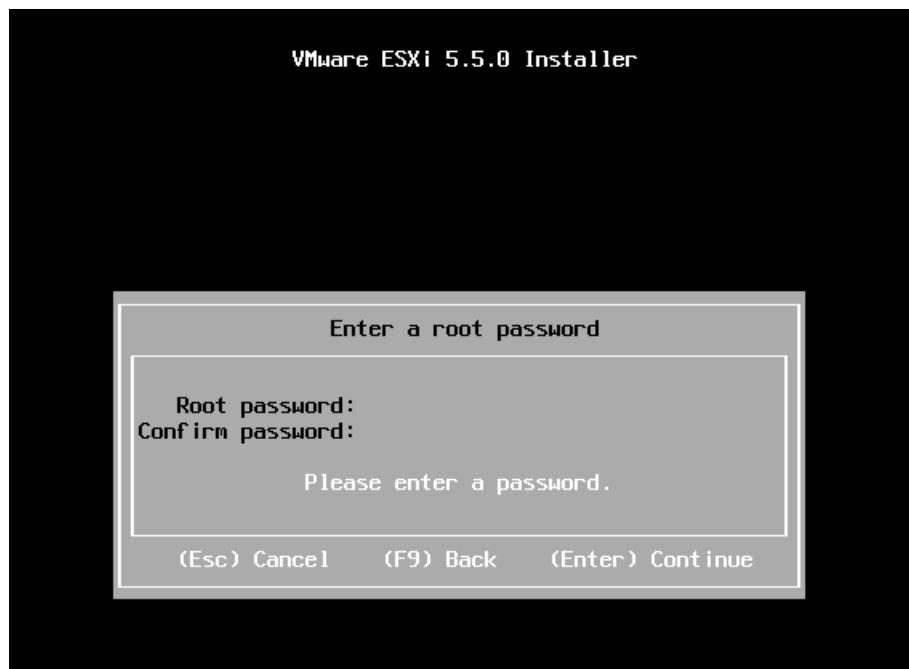 VMware ESXi 5.5.0 Installer
Enter a root password
Root password:
Confirm password:
Please enter a password.
(Esc) Cancel (F9) Back (Enter) Continue